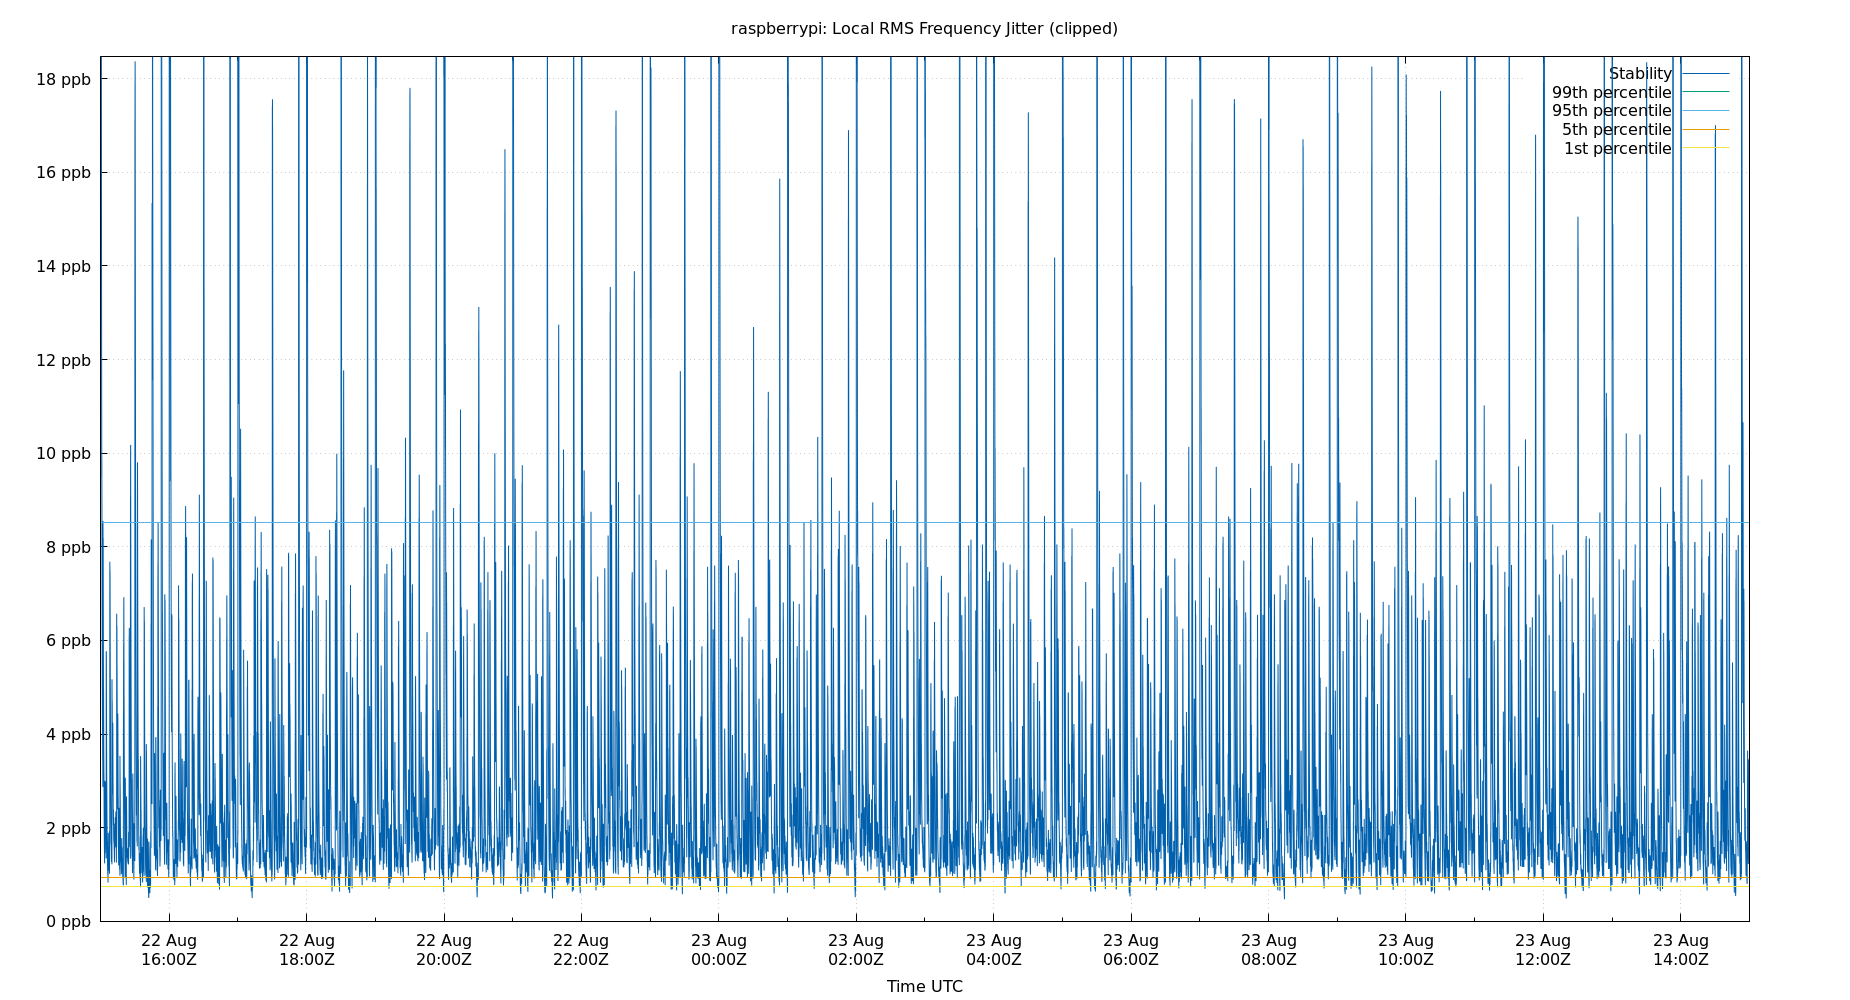 raspberrypi: Local RMS Frequency Jitter (clipped)
18 ppb
16 ppb
14 ppb
12 ppb
10 ppb
8 ppb
6 ppb
4 ppb
2 ppb
0 ppb
Stability
99th percentile
95th percentile
5th percentile
1st percentile
22 Aug 22 Aug 22 Aug 22 Aug 23 Aug 23 Aug 23 Aug 23 Aug 23 Aug 23 Aug 23 Aug 23 Aug
16:00Z 18:00Z 20:00Z 22:00Z 00:00Z 02:00Z 04:00Z 06:00Z 08:00Z 10:00Z 12:00Z 14:00Z
Time UTC